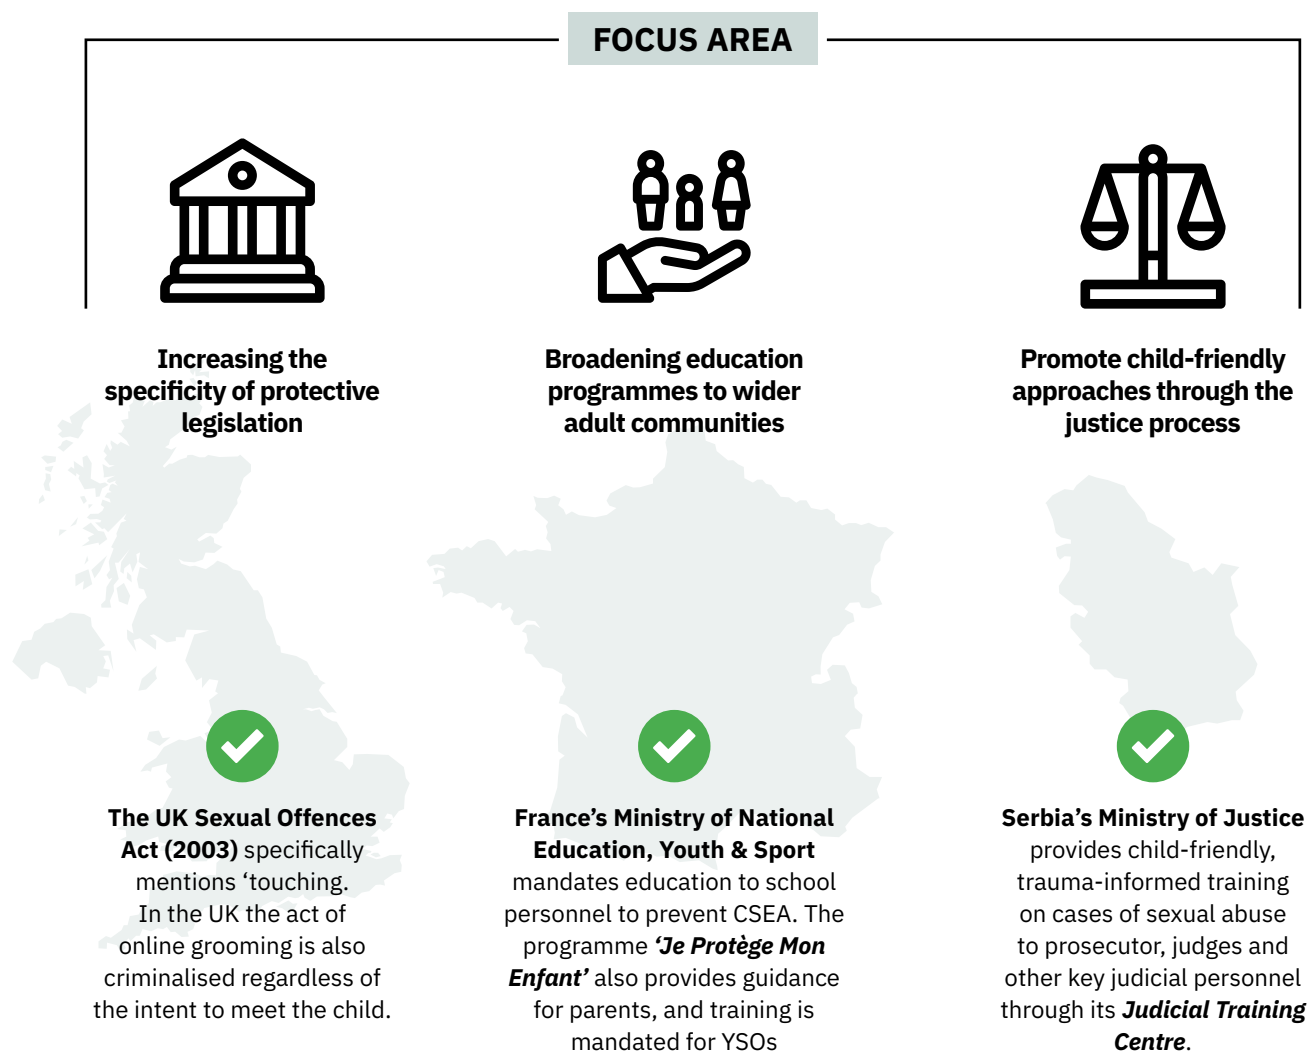 FOCUS AREA
Increasing the
specificity of protective
legislation
The UK Sexual Offences
Act (2003) specifically
mentions ‘touching.
In the UK the act of
online grooming is also
criminalised regardless of
the intent to meet the child.
Broadening education
programmes to wider
adult communities
France’s Ministry of National
Education, Youth & Sport
mandates education to school
personnel to prevent CSEA. The
programme ‘Je Protège Mon
Enfant’ also provides guidance
for parents, and training is
mandated for YSOs
Promote child-friendly
approaches through the
justice process
Serbia’s Ministry of Justice
provides child-friendly,
trauma-informed training
on cases of sexual abuse
to prosecutor, judges and
other key judicial personnel
through its Judicial Training
Centre.